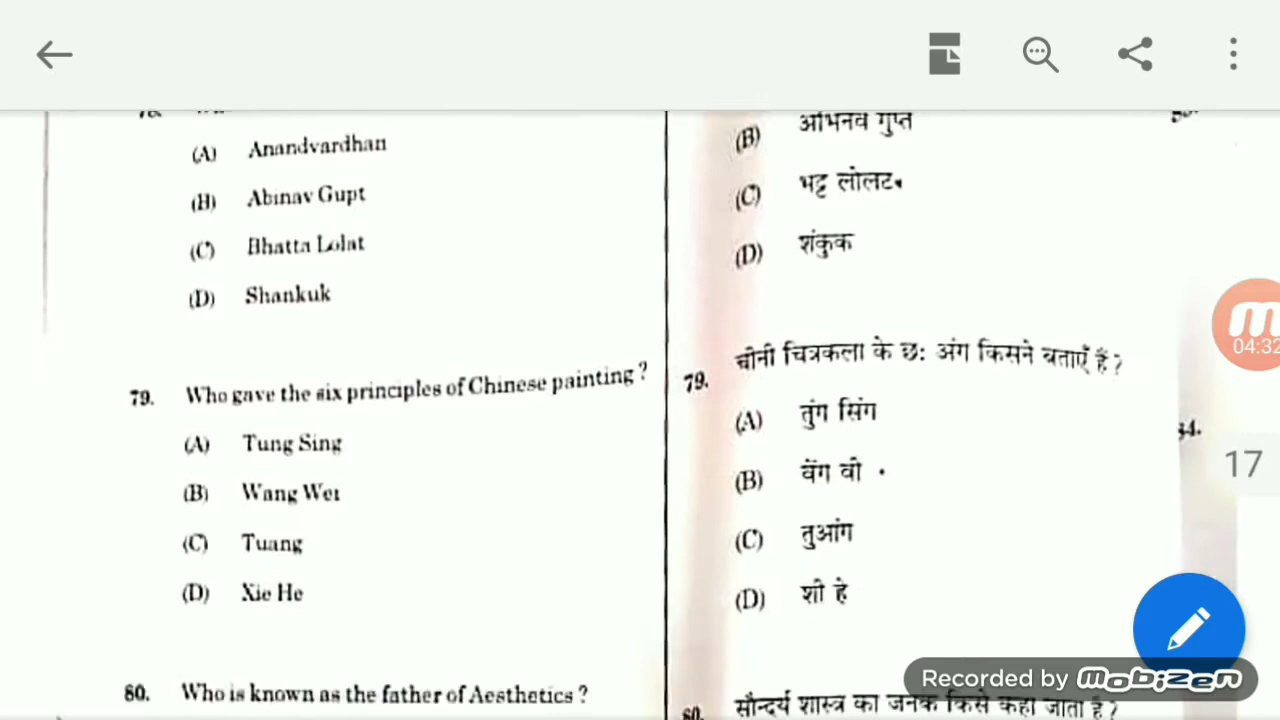 (A) Anandvardhan
(B) Abinav Gupt
(C) Bhatta Lolat
(D) Shankuk
79. Who gave the six principles of Chinese painting ?
(A) Tung Sing
(B) Wang Wei
(C) Tuang
(D) Xie He
80. Who is known as the father of Aesthetics ?
(B) अभिनव गुप्त
(C) भट्ट लोलट
(D) शंकुक
79. चीनी चित्रकला के छः अंग किसने बताएँ हैं ?
(A) तुंग सिंग
(B) वेंग वी
(C) तुआंग
(D) शी हे
80. सौन्दर्य शास्त्र का जनक किसे कहा जाता है ?
04:32
17
Recorded by mobizen